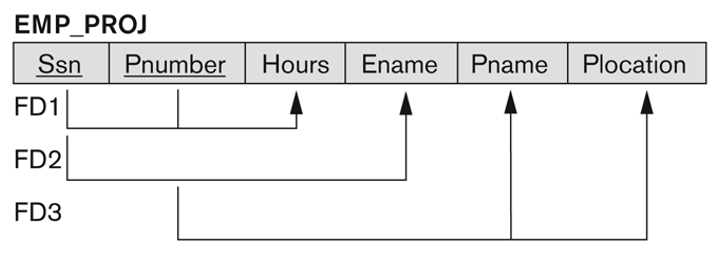 EMP_PROJ
Ssn Pnumber Hours Ename Pname Plocation
FD1
FD2
FD3